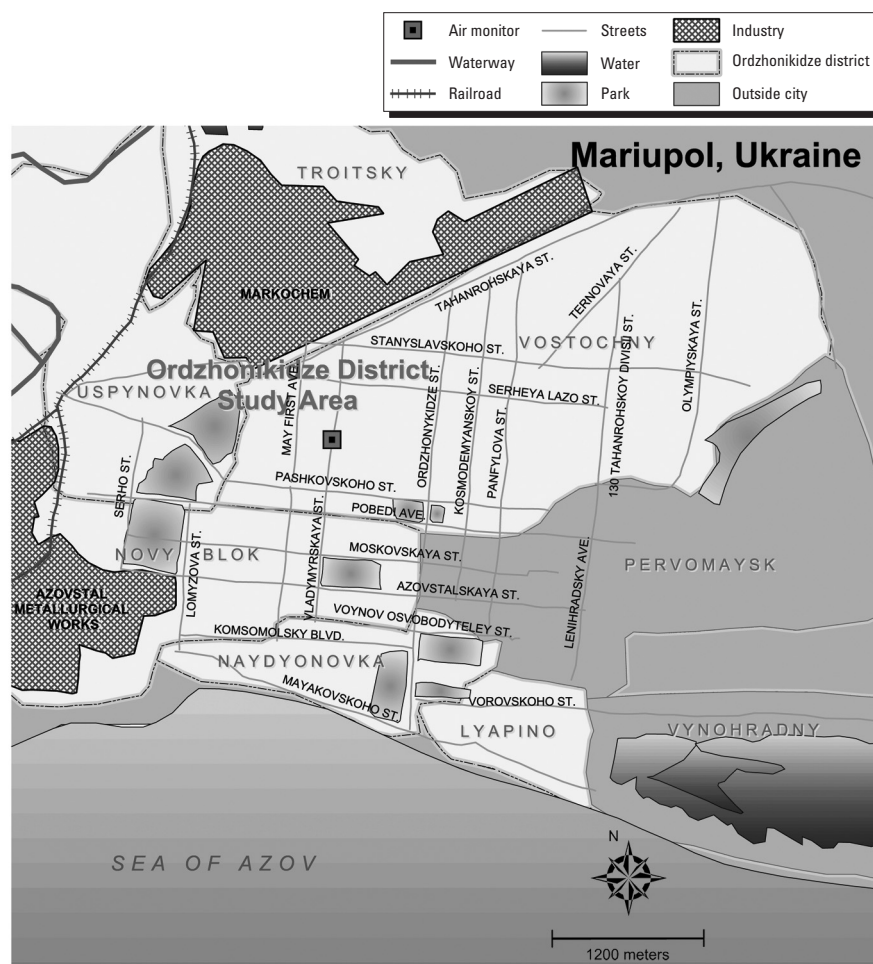 Air monitor
Streets
Industry
Waterway
Water
Ordzhonikidze district
Railroad
Park
Outside city
Mariupol, Ukraine
TROITSKY
MARKOCHEM
TAHANROHSKAYA ST.
TERNOVAYA ST.
STANYSLAVSKOHO ST.
VOSTOCHNY
Ordzhonikidze District
Study Area
USPYNOVKA
SERHEYA LAZO ST.
MAY FIRST AVE.
ORDZHONYKIDZE ST.
KOSMODEMYANSKOY ST.
PANFYLOVA ST.
130 TAHANROHSKOY DIVISII ST.
OLYMPIYSKAYA ST.
SERHO ST.
PASHKOVSKOHO ST.
POBEDI AVE.
NOVY BLOK
MOSKOVSKAYA ST.
PERVOMAYSK
LOMYZOVA ST.
VLADYMYRSKAYA ST.
AZOVSTALSKAYA ST.
AZOVSTAL
METALLURGICAL
WORKS
VOYNOV OSVOBODYTELEY ST.
LENIHRADSKY AVE.
KOMSOMOLSKY BLVD.
NAYDYONOVKA
MAYAKOVSKOHO ST.
VOROVSKOHO ST.
LYAPINO
VYNOHRADNY
SEA OF AZOV
N
1200 meters